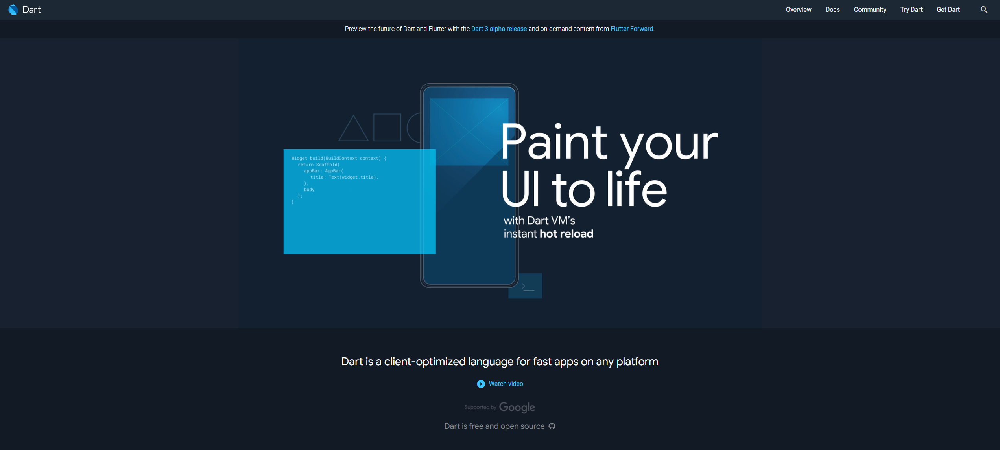 Dart
Overview
Docs
Community
Try Dart
Get Dart
Preview the future of Dart and Flutter with the Dart 3 alpha release and on-demand content from Flutter Forward.
Widget build(BuildContext context) {
return Scaffold(
appBar: AppBar(
title: Text(widget.title),
),
body
);
}
Paint your
UI to life
with Dart VM’s
instant hot reload
>_
Dart is a client-optimized language for fast apps on any platform
Watch video
Supported by Google
Dart is free and open source